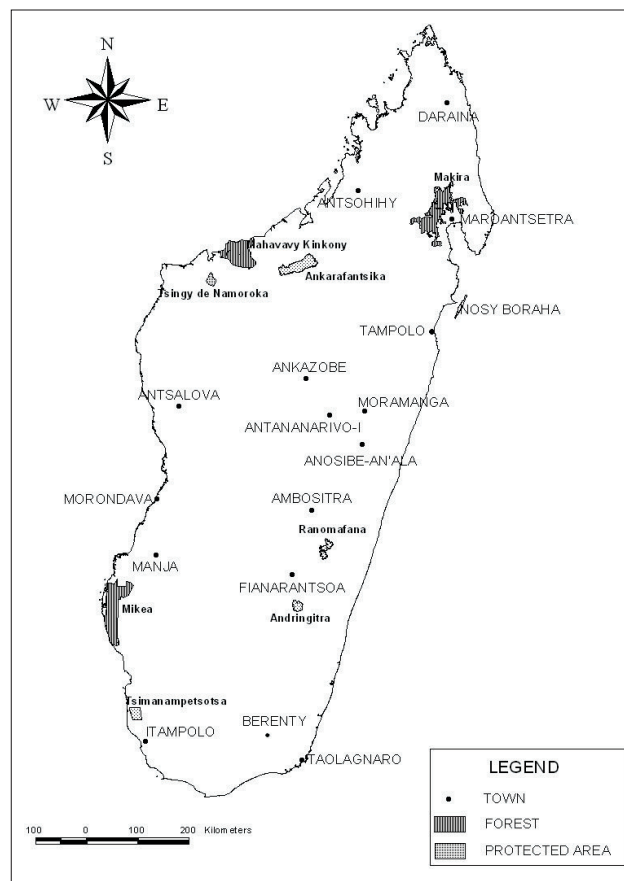 N
W E
S
DARAINA
Makira
ANTSOHIHY
MAROANTSETRA
Mahavavy Kinkony
Ankarafantsika
Tsingy de Namoroka
NOSY BORAHA
TAMPOLO
ANKAZOBE
ANTSALOVA
MORAMANGA
ANTANANARIVO-I
ANOSIBE-AN'ALA
MORONDAVA
AMBOSITRA
Ranomafana
MANJA
FIANARANTSOA
Mikea
Andringitra
Tsimanampetsotsa
BERENTY
ITAMPOLO
TAOLAGNARO
LEGEND
TOWN
FOREST
PROTECTED AREA
100 0 100 200 Kilometers